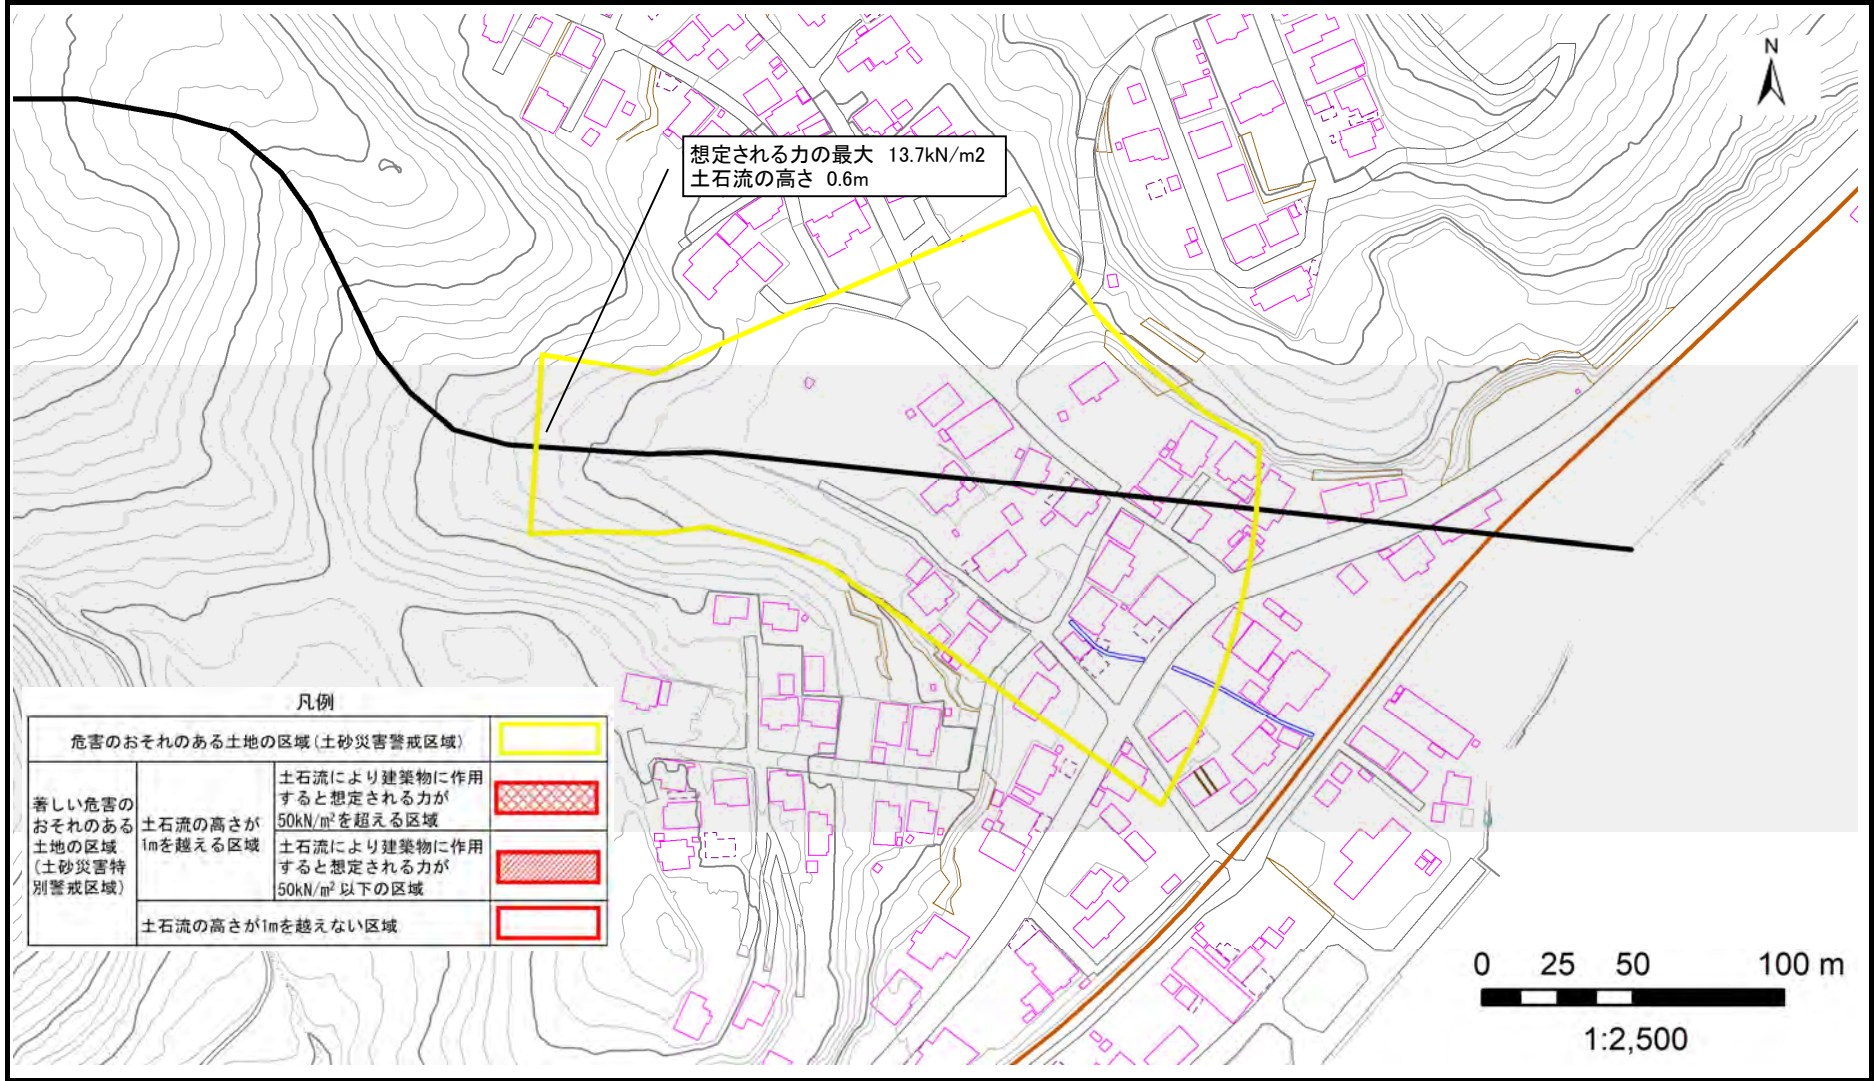 N
想定される力の最大 13.7kN/m2
土石流の高さ 0.6m
凡例
危害のおそれのある土地の区域(土砂災害警戒区域)
著しい危害の
おそれのある
土地の区域
(土砂災害特
別警戒区域)
土石流の高さが
1mを越える区域
土石流により建築物に作用
すると想定される力が
50kN/m²を超える区域
土石流により建築物に作用
すると想定される力が
50kN/m²以下の区域
土石流の高さが1mを越えない区域
0 25 50 100 m
1:2,500